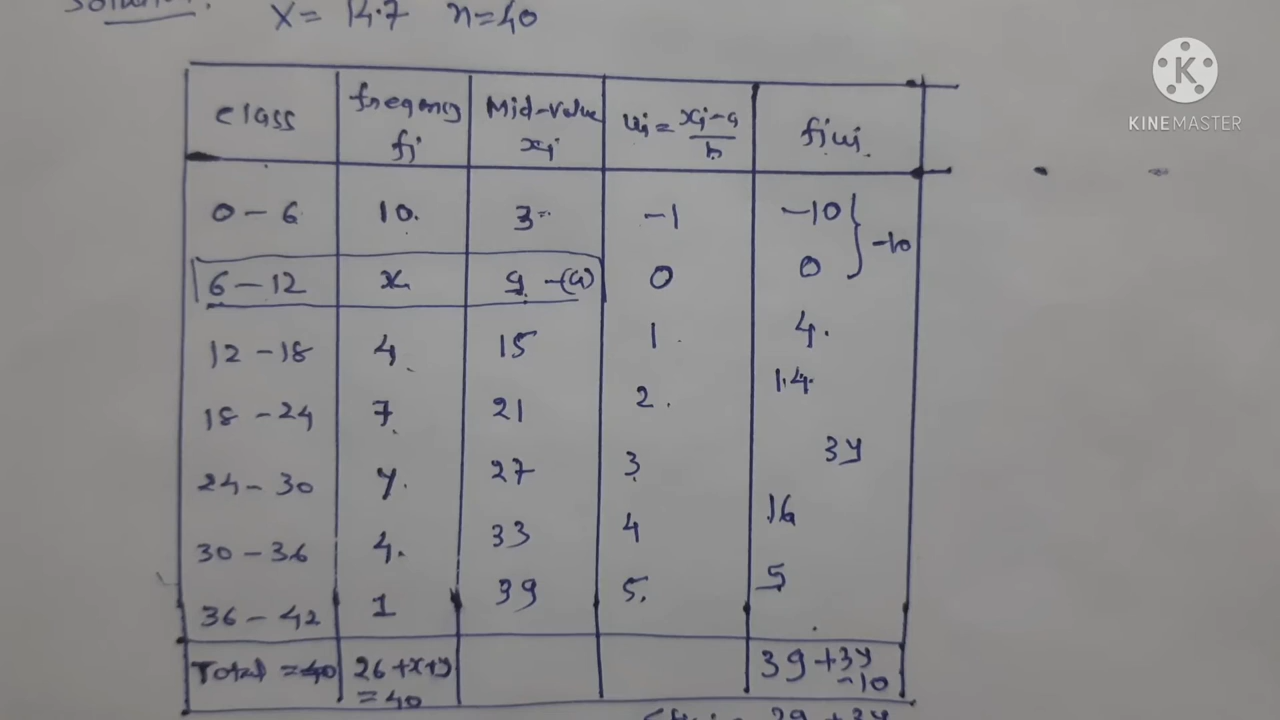 Solution:
X = 14.7 n=40
class frequency fi Mid-value xi ui = xi-a/h fiui
0-6 10. 3 -1 -10
6-12 x 9-(a) 0 0 } -10
12-18 4 15 1. 4.
18-24 7 21 2. 14
24-30 y. 27 3 3y
30-36 4. 33 4 16
36-42 1 39 5. 5
Total = 40 26+x+y = 40 39+3y -10
39+3y
KINEMASTER